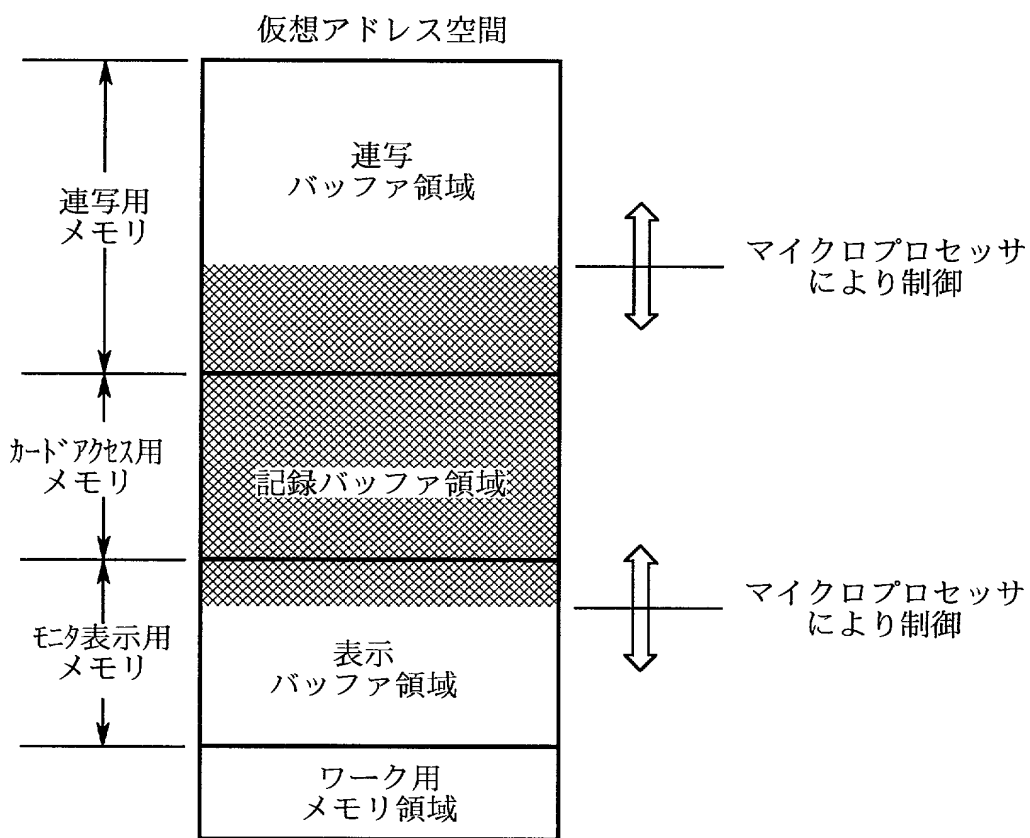 仮想アドレス空間
連写
バッファ領域
連写用
メモリ
マイクロプロセッサ
により制御
カードアクセス用
メモリ
記録バッファ領域
モニタ表示用
メモリ
マイクロプロセッサ
により制御
表示
バッファ領域
ワーク用
メモリ領域